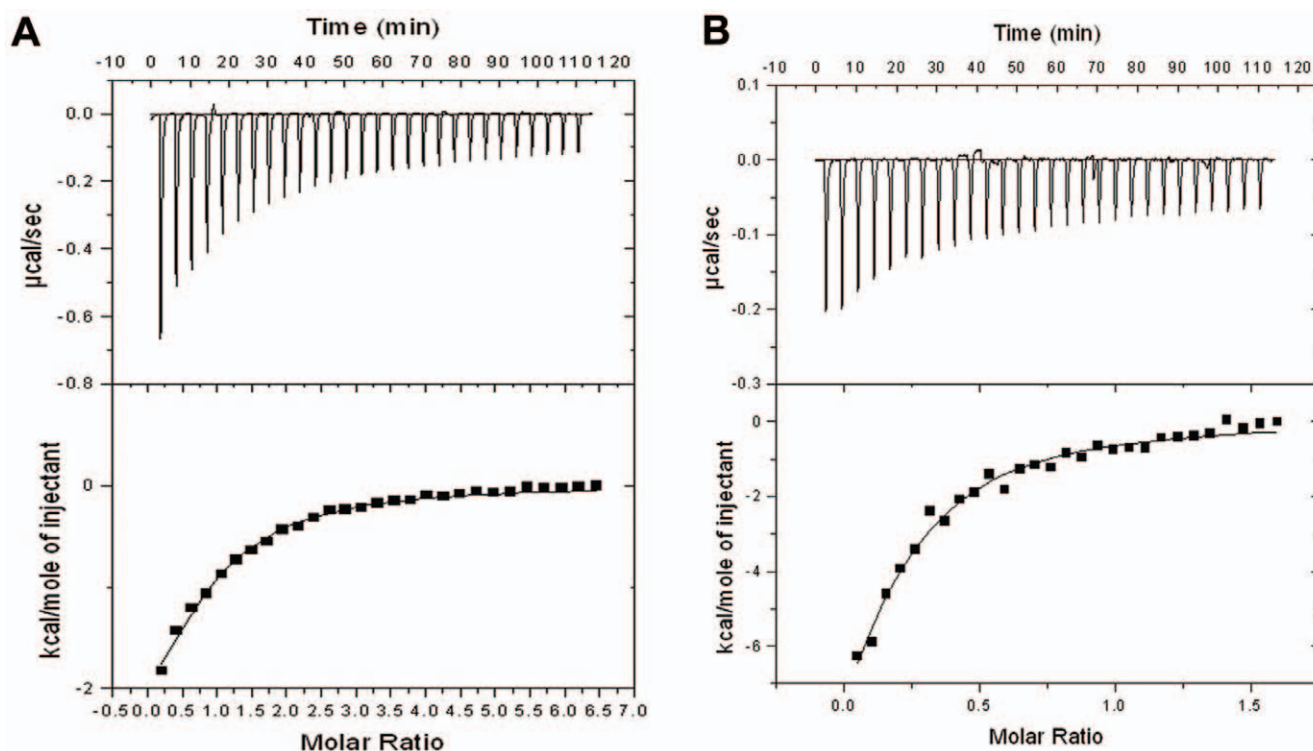 A
Time (min)
-10 0 10 20 30 40 50 60 70 80 90 100 110 120
0.0
-0.2
-0.4
-0.6
-0.8
µcal/sec
0
-2
kcal/mole of injectant
-0.5 0.0 0.5 1.0 1.5 2.0 2.5 3.0 3.5 4.0 4.5 5.0 5.5 6.0 6.5 7.0
Molar Ratio
B
Time (min)
-10 0 10 20 30 40 50 60 70 80 90 100 110 120
0.1
0.0
-0.1
-0.2
-0.3
µcal/sec
0
-2
-4
-6
kcal/mole of injectant
0.0 0.5 1.0 1.5
Molar Ratio